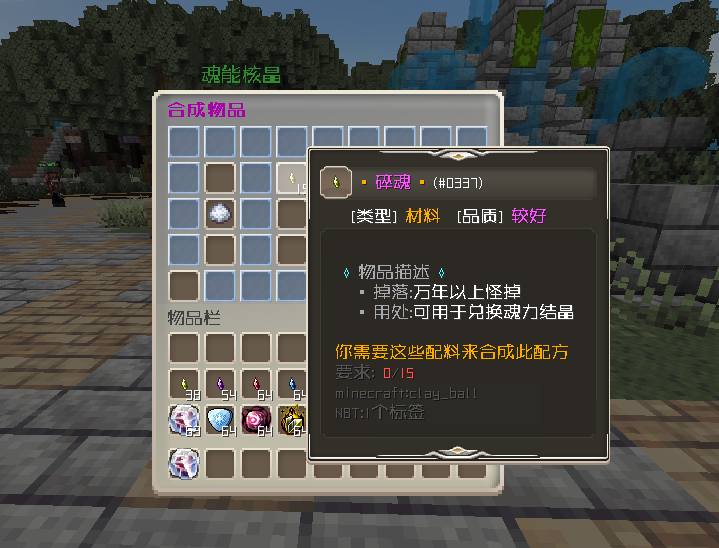 魂能核晶
合成物品
· 碎魂 · (#0337)
[类型] 材料 [品质] 较好
物品描述
▪ 掉落:万年以上怪掉
▪ 用处:可用于兑换魂力结晶
你需要这些配料来合成此配方
要求: 0/15
minecraft:clay_ball
NBT:1个标签
物品栏
38 54 64 64
63 64 64 64